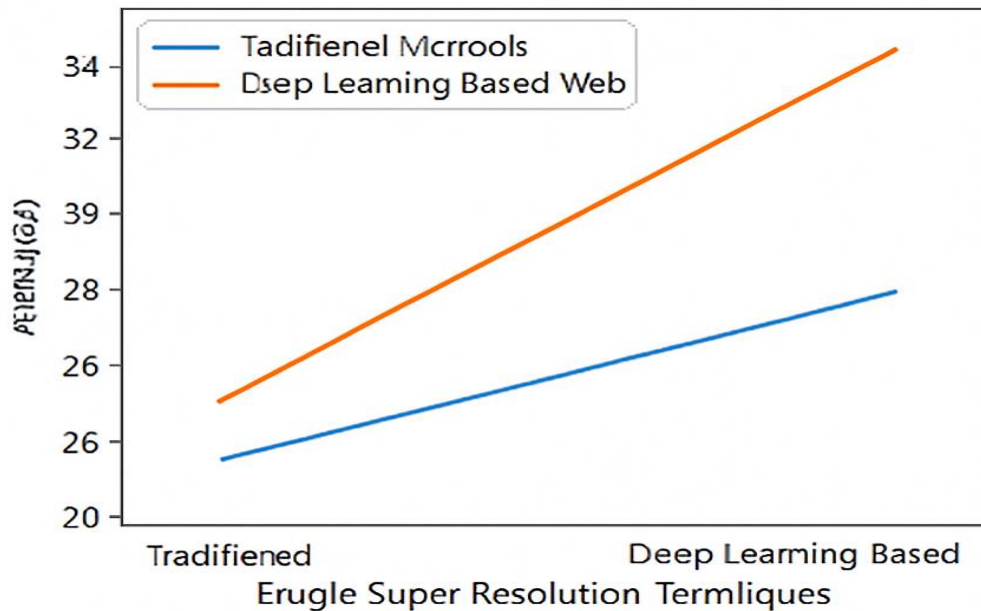 Tadifienel Mcrrools
Dsep Learning Based Web
34
32
39
28
26
26
20
Tradifiened
Deep Learning Based
Erugle Super Resolution Termliques